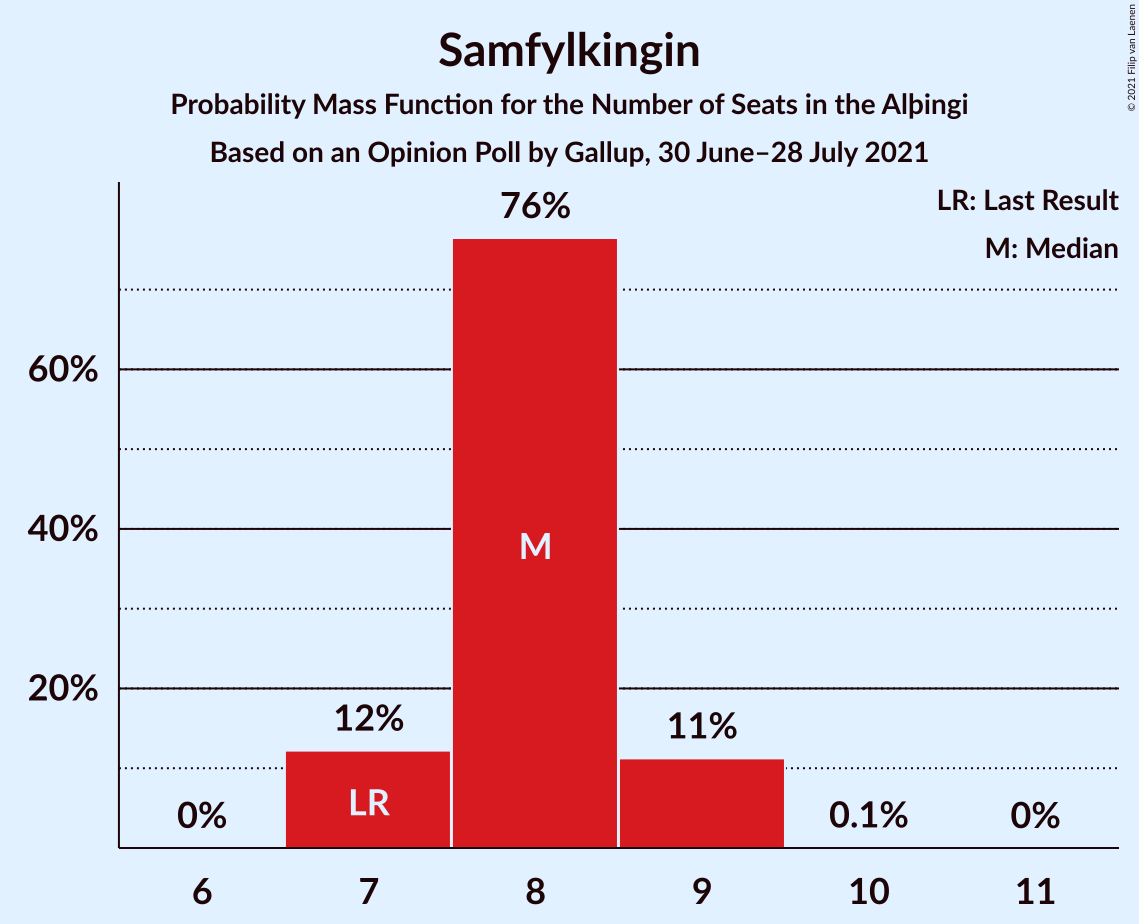 Samfylkingin
Probability Mass Function for the Number of Seats in the Alþingi
Based on an Opinion Poll by Gallup, 30 June–28 July 2021
© 2021 Filip van Laenen
LR: Last Result
M: Median
76%
60%
40%
M
20%
12%
11%
LR
0%
0.1%
0%
6
7
8
9
10
11